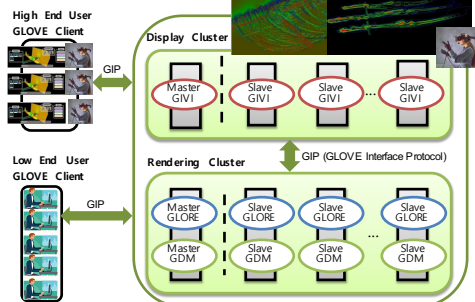 High End User
GLOVE Client
GIP
Display Cluster
Master
GIVI
Slave
GIVI
Slave
GIVI
...
Slave
GIVI
GIP (GLOVE Interface Protocol)
Low End User
GLOVE Client
GIP
Rendering Cluster
Master
GLORE
Slave
GLORE
Slave
GLORE
Slave
GLORE
...
Master
GDM
Slave
GDM
Slave
GDM
Slave
GDM